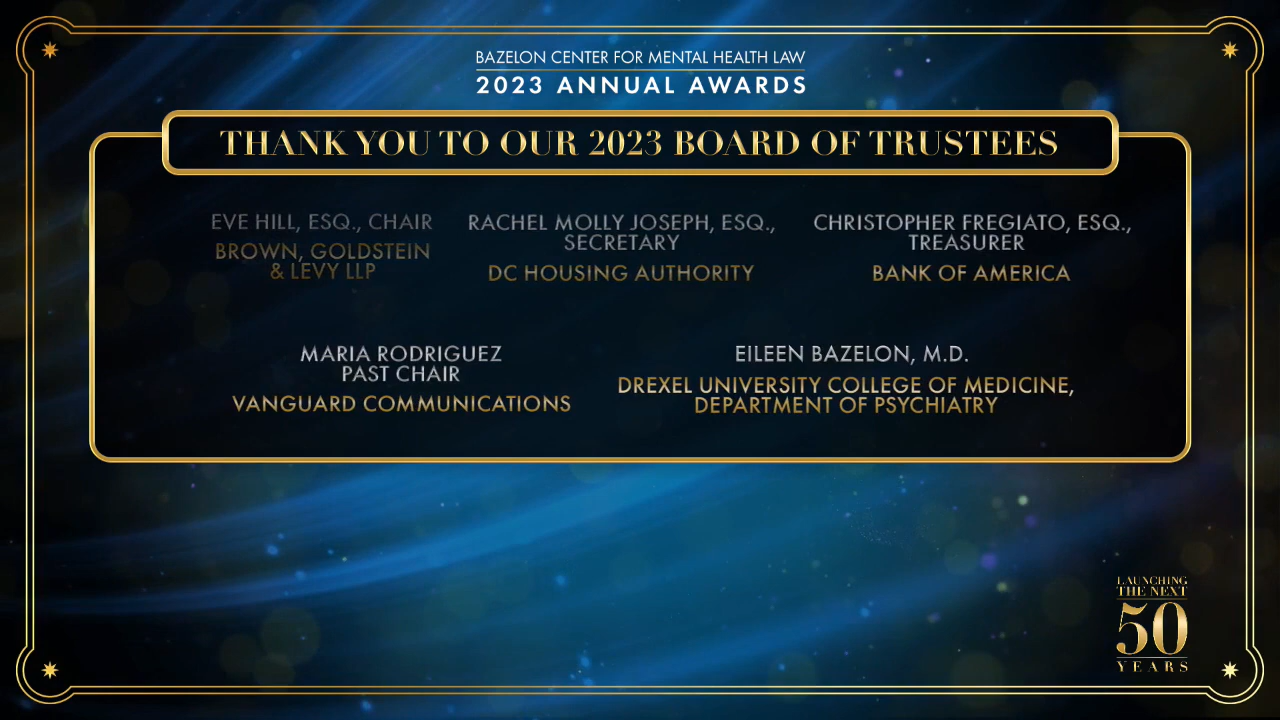 BAZELON CENTER FOR MENTAL HEALTH LAW
2023 ANNUAL AWARDS
THANK YOU TO OUR 2023 BOARD OF TRUSTEES
EVE HILL, ESQ., CHAIR
BROWN, GOLDSTEIN
& LEVY LLP
RACHEL MOLLY JOSEPH, ESQ.,
SECRETARY
DC HOUSING AUTHORITY
CHRISTOPHER FREGIATO, ESQ.,
TREASURER
BANK OF AMERICA
MARIA RODRIGUEZ
PAST CHAIR
VANGUARD COMMUNICATIONS
EILEEN BAZELON, M.D.
DREXEL UNIVERSITY COLLEGE OF MEDICINE,
DEPARTMENT OF PSYCHIATRY
LAUNCHING
THE NEXT
50
YEARS